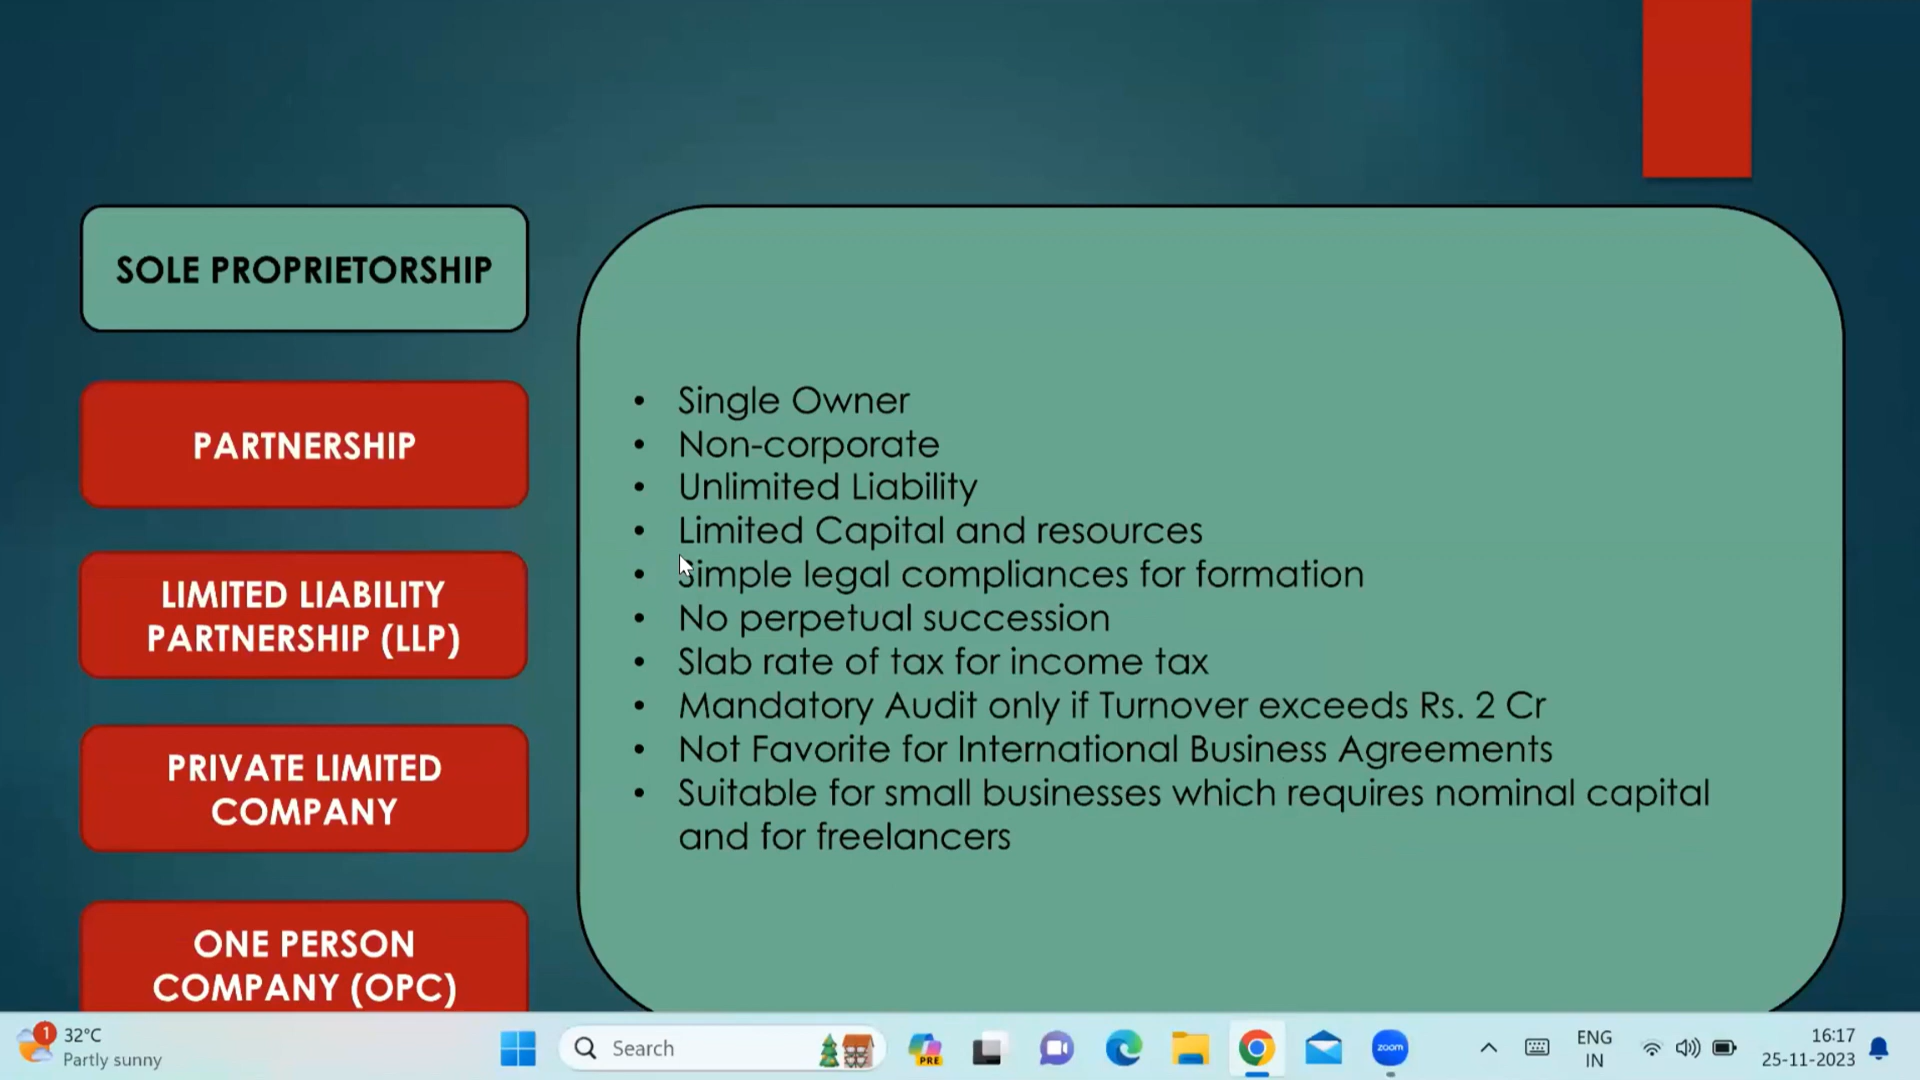 SOLE PROPRIETORSHIP
PARTNERSHIP
LIMITED LIABILITY
PARTNERSHIP (LLP)
PRIVATE LIMITED
COMPANY
ONE PERSON
COMPANY (OPC)
• Single Owner
• Non-corporate
• Unlimited Liability
• Limited Capital and resources
• Simple legal compliances for formation
• No perpetual succession
• Slab rate of tax for income tax
• Mandatory Audit only if Turnover exceeds Rs. 2 Cr
• Not Favorite for International Business Agreements
• Suitable for small businesses which requires nominal capital
and for freelancers
1
32°C
Partly sunny
Search
PRE
zoom
ENG
IN
16:17
25-11-2023